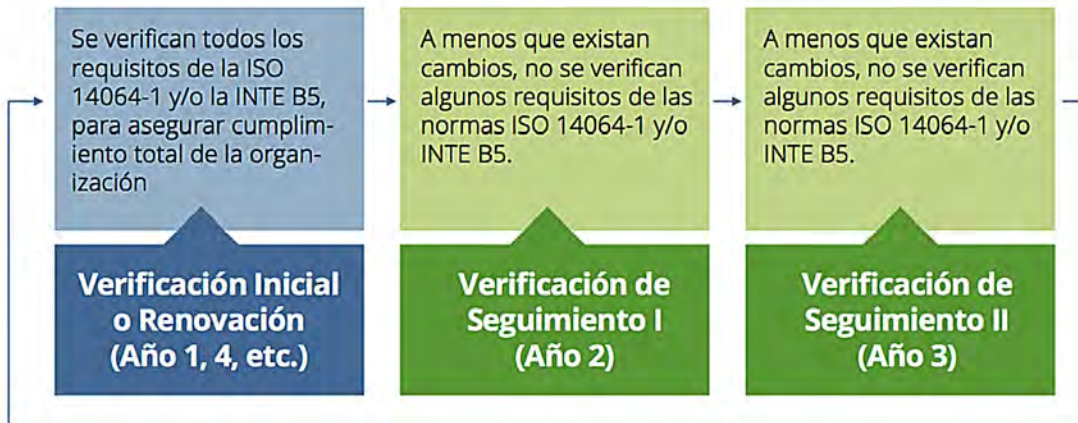 Se verifican todos los
requisitos de la ISO
14064-1 y/o la INTE B5,
para asegurar cumplim-
iento total de la organ-
ización
Verificación Inicial
o Renovación
(Año 1, 4, etc.)
A menos que existan
cambios, no se verifican
algunos requisitos de las
normas ISO 14064-1 y/o
INTE B5.
Verificación de
Seguimiento I
(Año 2)
A menos que existan
cambios, no se verifican
algunos requisitos de las
normas ISO 14064-1 y/o
INTE B5.
Verificación de
Seguimiento II
(Año 3)